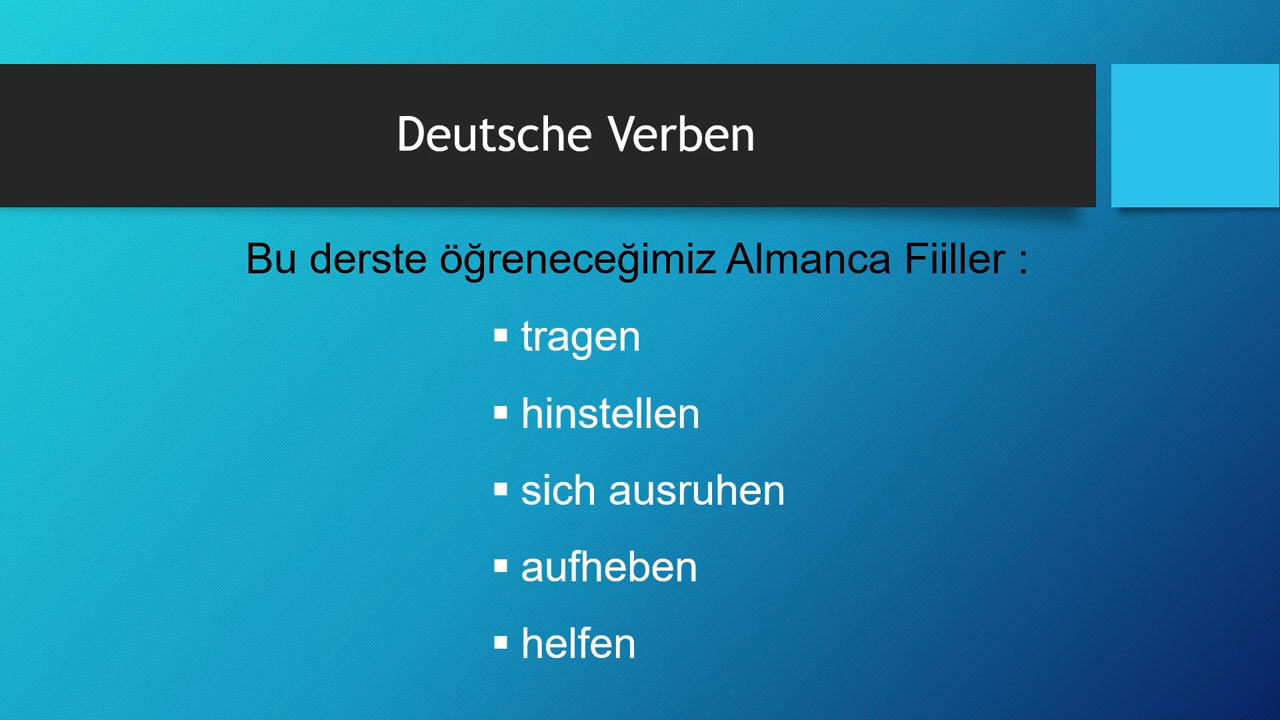 Deutsche Verben
Bu derste öğreneceğimiz Almanca Fiiller :
▪ tragen
▪ hinstellen
▪ sich ausruhen
▪ aufheben
▪ helfen